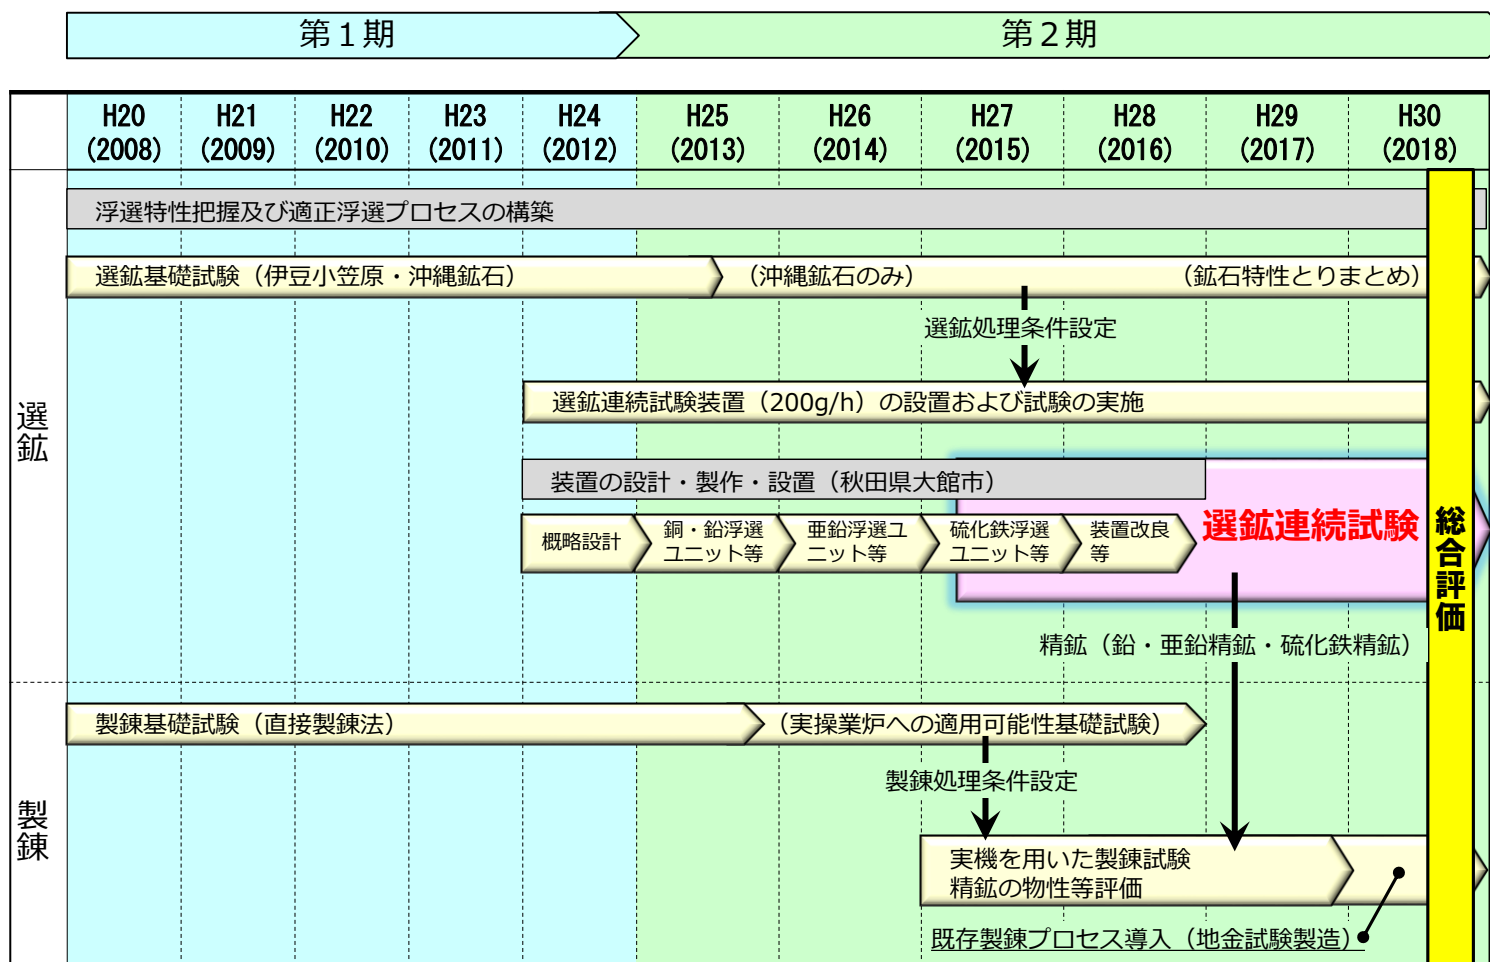 第１期
第２期
H20
(2008)
H21
(2009)
H22
(2010)
H23
(2011)
H24
(2012)
H25
(2013)
H26
(2014)
H27
(2015)
H28
(2016)
H29
(2017)
H30
(2018)
選鉱
浮選特性把握及び適正浮選プロセスの構築
選鉱基礎試験（伊豆小笠原・沖縄鉱石）
（沖縄鉱石のみ）
（鉱石特性とりまとめ）
選鉱処理条件設定
選鉱連続試験装置（200g/h）の設置および試験の実施
装置の設計・製作・設置（秋田県大館市）
概略設計
銅・鉛浮選
ユニット等
亜鉛浮選ユ
ニット等
硫化鉄浮選
ユニット等
装置改良
等
選鉱連続試験
総合評価
精鉱（鉛・亜鉛精鉱・硫化鉄精鉱）
製錬
製錬基礎試験（直接製錬法）
（実操業炉への適用可能性基礎試験）
製錬処理条件設定
実機を用いた製錬試験
精鉱の物性等評価
既存製錬プロセス導入（地金試験製造）